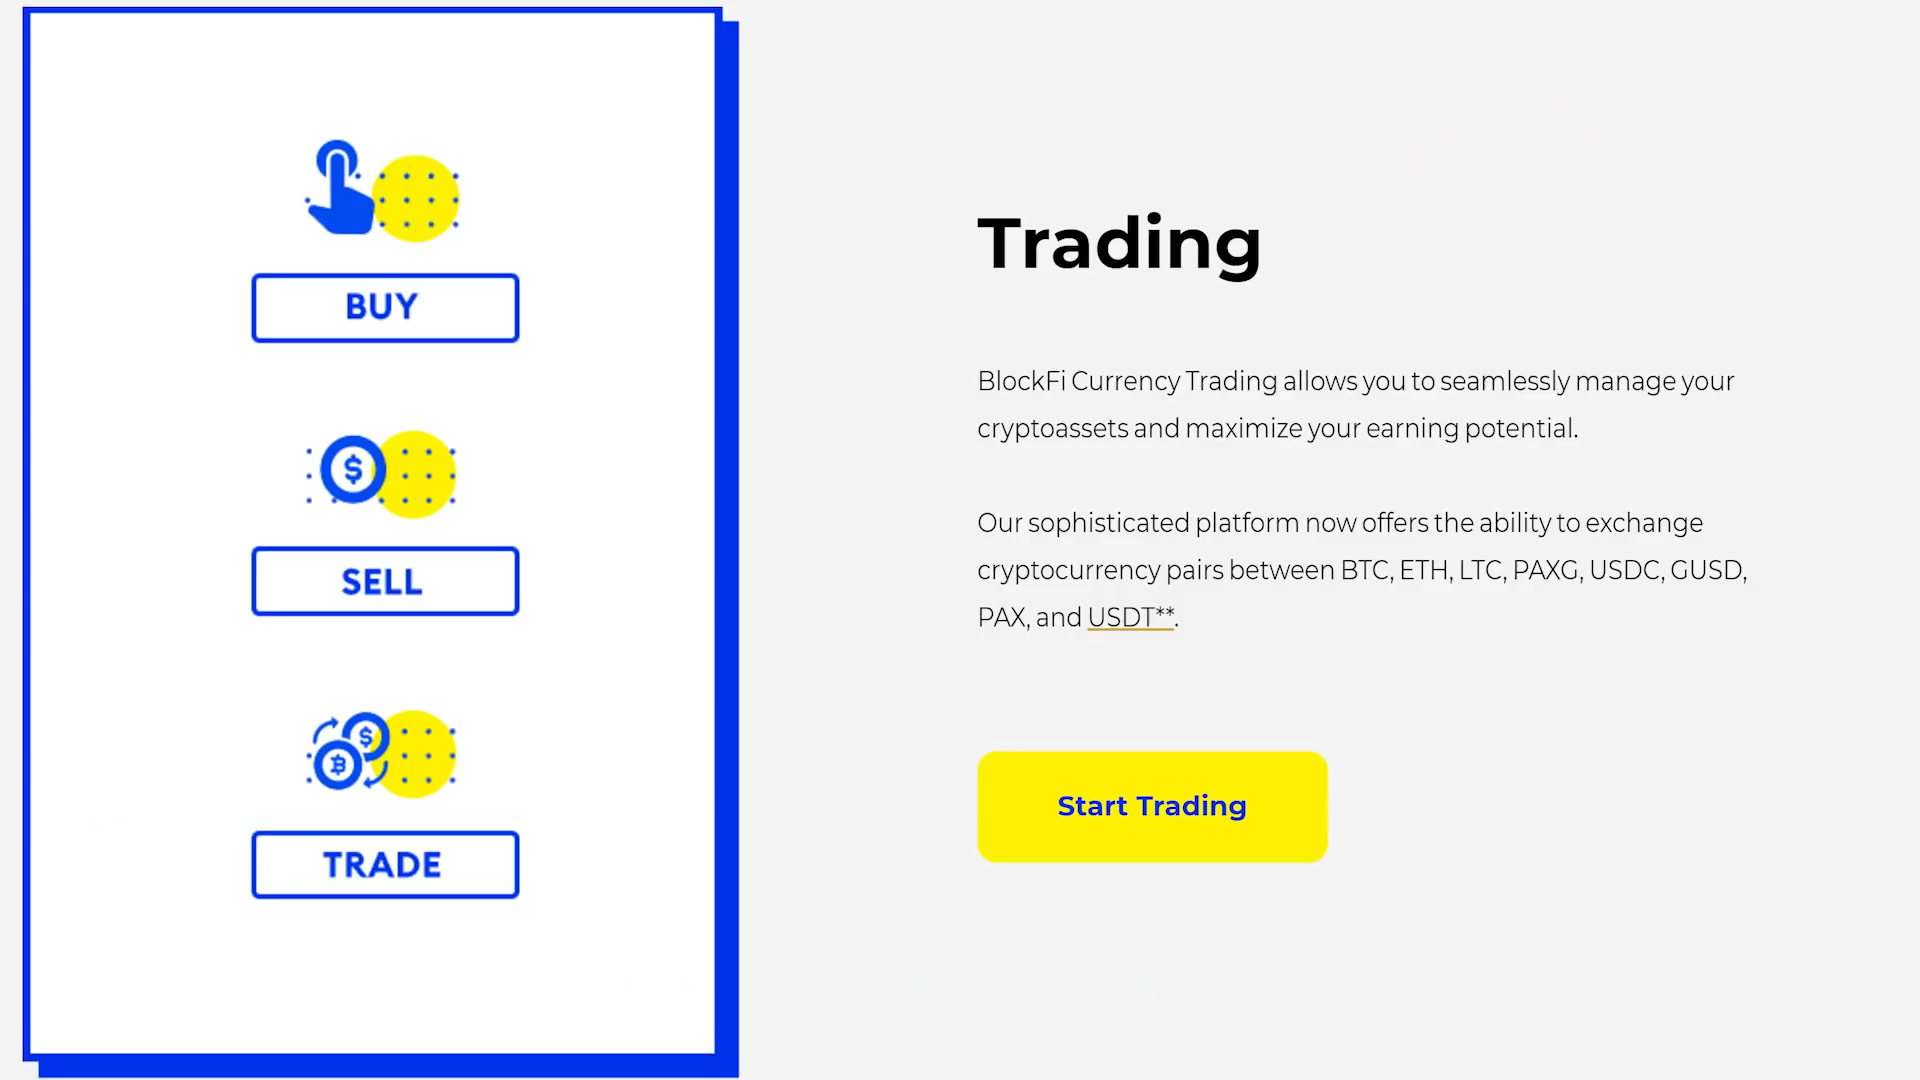 BUY
SELL
TRADE
Trading
BlockFi Currency Trading allows you to seamlessly manage your
cryptoassets and maximize your earning potential.
Our sophisticated platform now offers the ability to exchange
cryptocurrency pairs between BTC, ETH, LTC, PAXG, USDC, GUSD,
PAX, and USDT**.
Start Trading